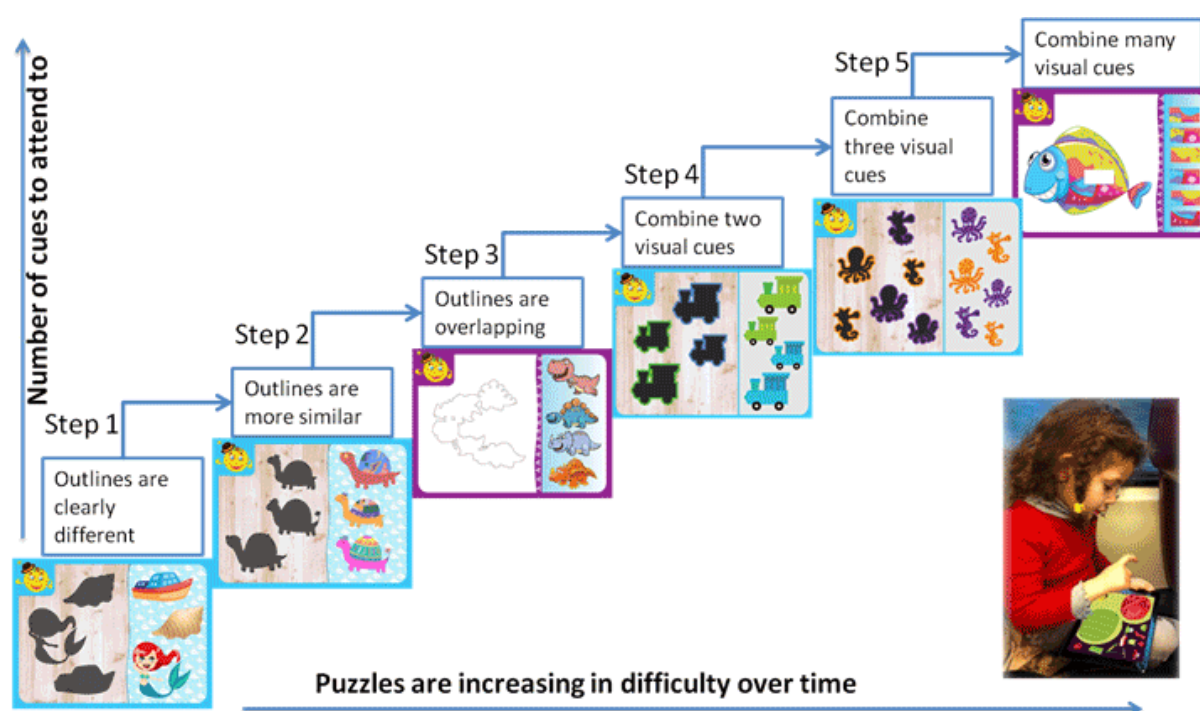 Number of cues to attend to
Step 1
Outlines are
clearly
different
Step 2
Outlines are
more similar
Step 3
Outlines are
overlapping
Step 4
Combine two
visual cues
Step 5
Combine
three visual
cues
Combine many
visual cues
Puzzles are increasing in difficulty over time